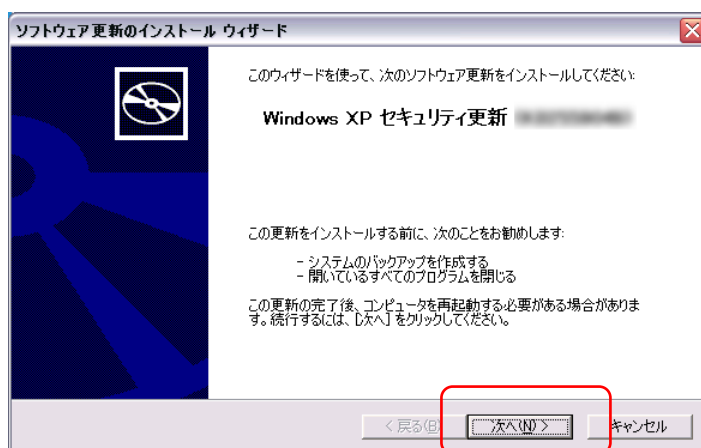 ソフトウェア更新のインストール ウィザード
このウィザードを使って、次のソフトウェア更新をインストールしてください:
Windows XP セキュリティ更新
この更新をインストールする前に、次のことをお勧めします:
- システムのバックアップを作成する
- 開いているすべてのプログラムを閉じる
この更新の完了後、コンピュータを再起動する必要がある場合がありま
す。続行するには、[次へ] をクリックしてください。
< 戻る(B) 次へ(N) > キャンセル